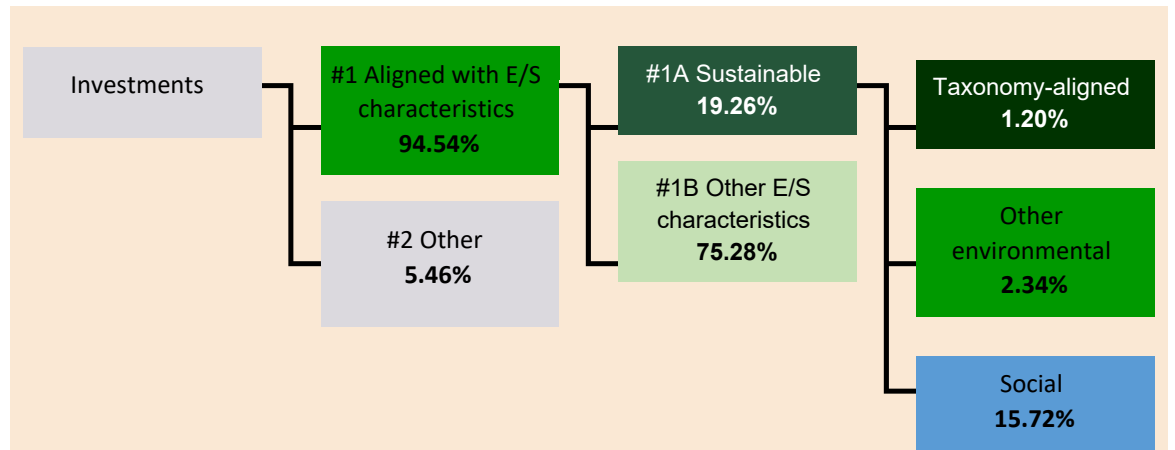 Investments
#1 Aligned with E/S
characteristics
94.54%
#2 Other
5.46%
#1A Sustainable
19.26%
#1B Other E/S
characteristics
75.28%
Taxonomy-aligned
1.20%
Other
environmental
2.34%
Social
15.72%